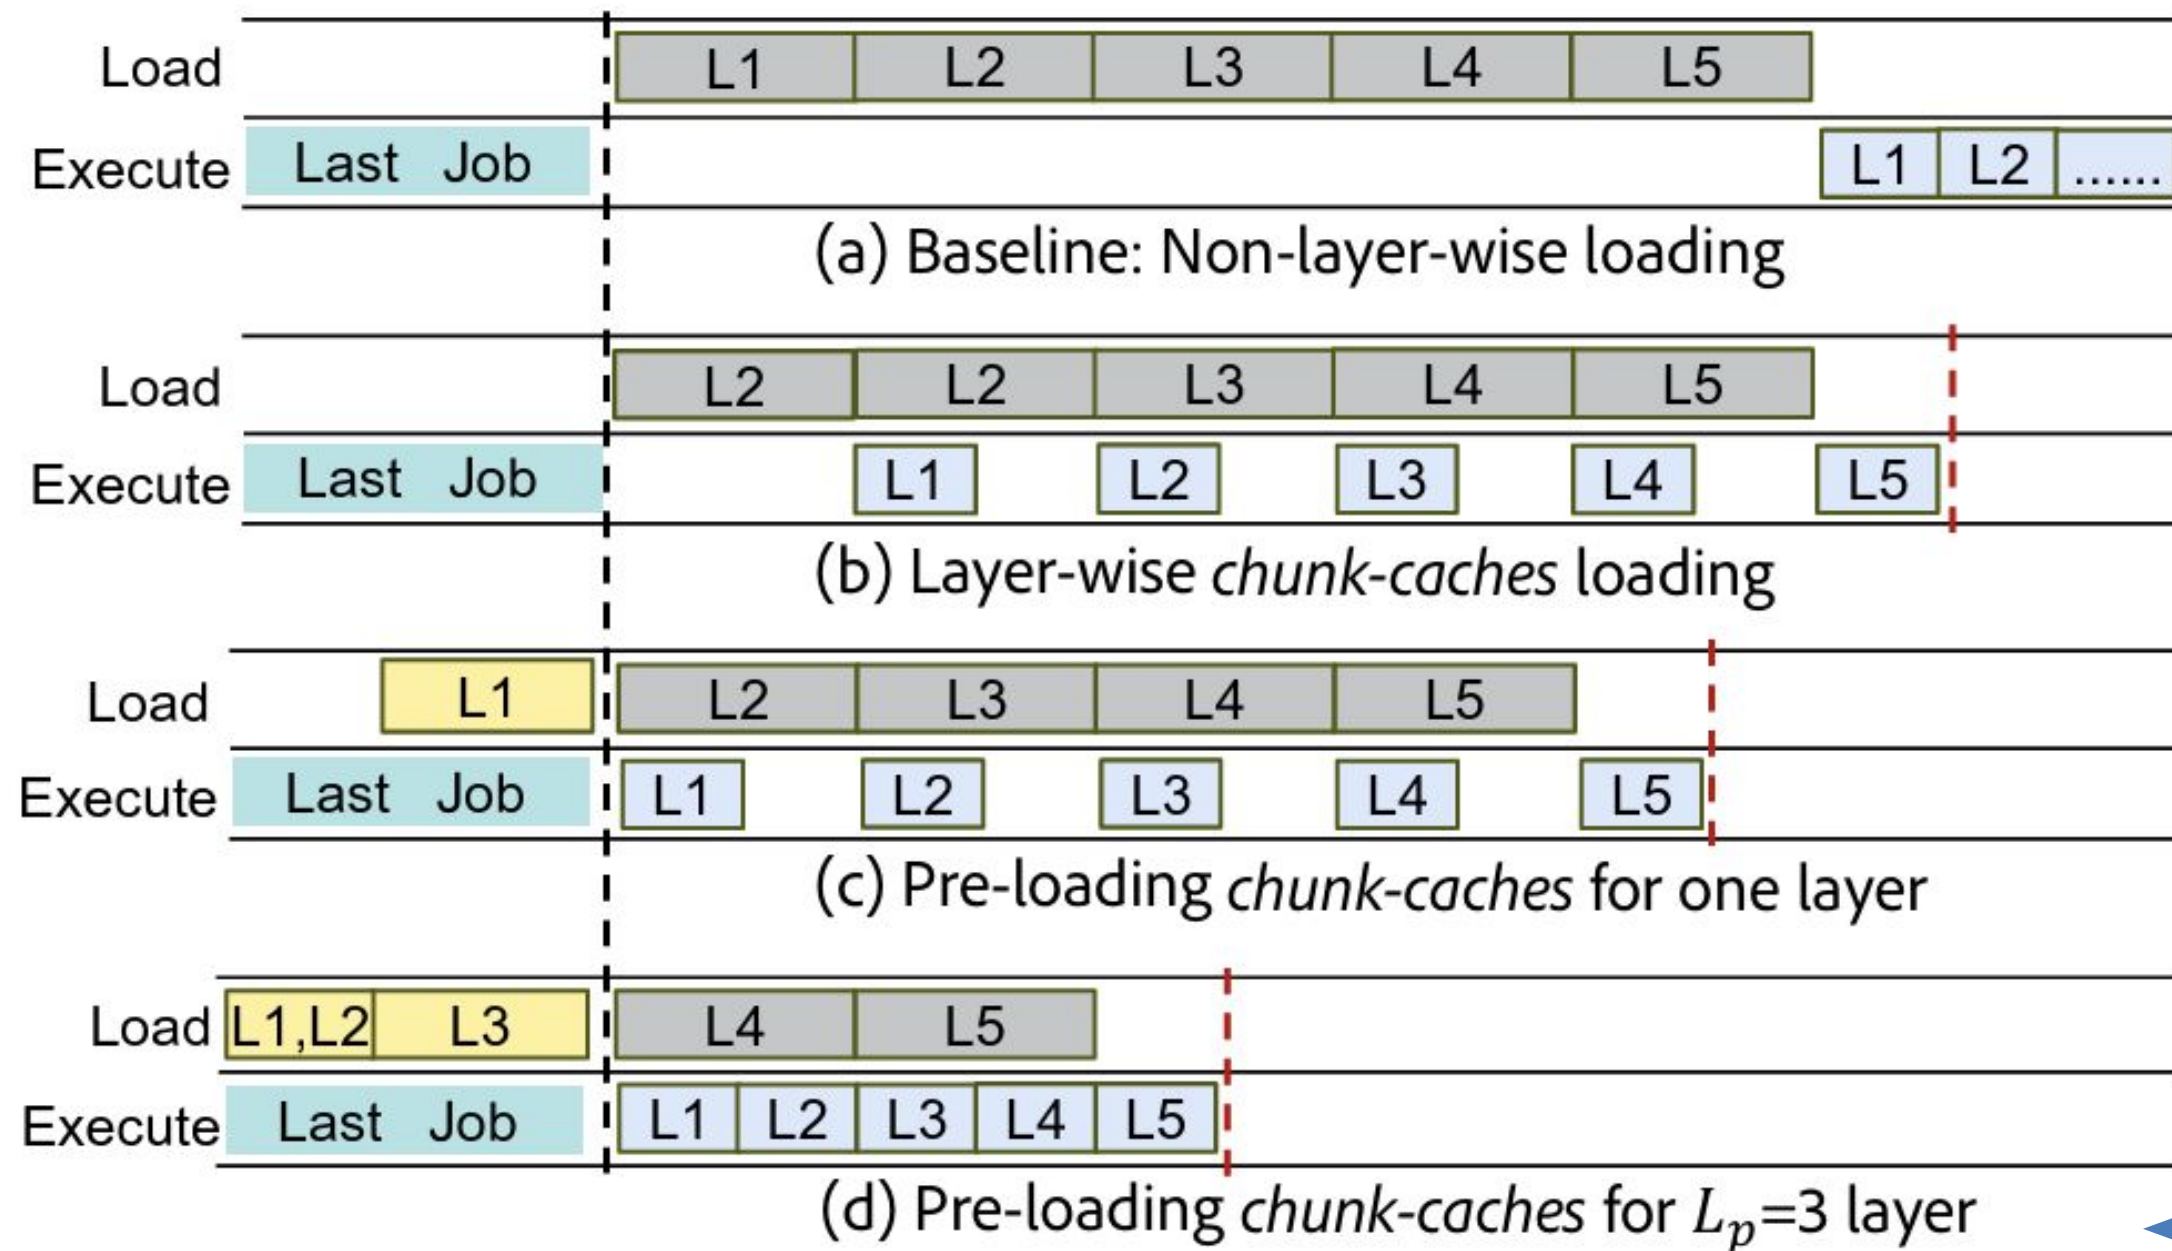 Load L1 L2 L3 L4 L5
Execute Last Job L1 L2 ......
(a) Baseline: Non-layer-wise loading
Load L2 L2 L3 L4 L5
Execute Last Job L1 L2 L3 L4 L5
(b) Layer-wise chunk-caches loading
Load L1 L2 L3 L4 L5
Execute Last Job L1 L2 L3 L4 L5
(c) Pre-loading chunk-caches for one layer
Load L1,L2 L3 L4 L5
Execute Last Job L1 L2 L3 L4 L5
(d) Pre-loading chunk-caches for Lₚ=3 layer